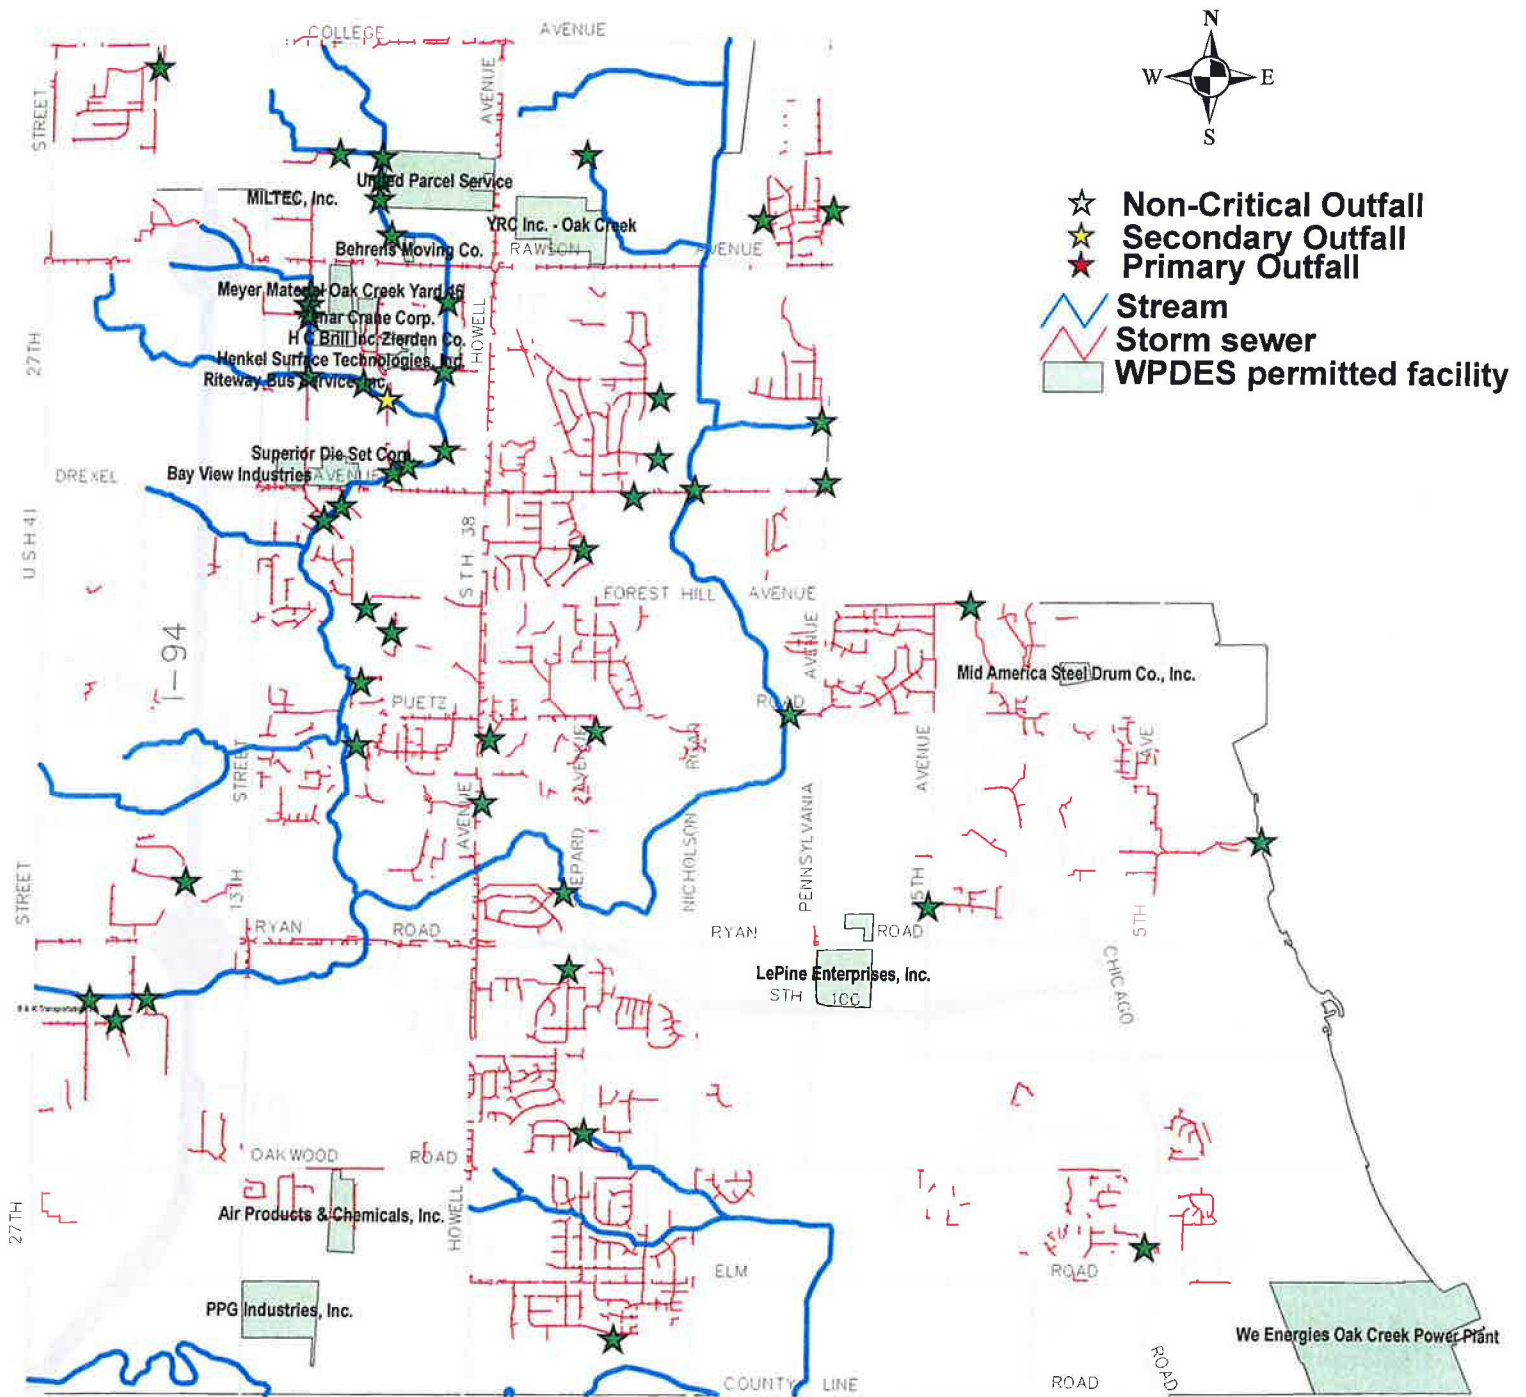 N
W E
S
COLLEGE AVENUE
STREET
AVENUE
United Parcel Service
MILTEC, Inc.
YRC Inc. - Oak Creek
Behrens Moving Co.
RAWSON AVENUE
Non-Critical Outfall
Secondary Outfall
Primary Outfall
Stream
Storm sewer
WPDES permitted facility
Meyer Material Oak Creek Yard 46
Crane Corp.
H C Brill Inc. Zierden Co.
Henkel Surface Technologies, Inc.
Riteway Bus Service, Inc.
27TH
HOWELL
Superior Die Set Corp.
Bay View Industries AVENUE
DREXEL
USH 41
STH 38
FOREST HILL AVENUE
I-94
AVENUE
Mid America Steel Drum Co., Inc.
PUETZ ROAD
STREET
AVENUE
ROAD
AVENUE
AVE
AVENUE
NICHOLSON
PENNSYLVANIA
STREET
13TH
EPARD
15TH
5TH
RYAN ROAD
RYAN ROAD
LePine Enterprises, Inc.
STH 100
CHICAGO
B & K Transportation
OAKWOOD ROAD
27TH
HOWELL
Air Products & Chemicals, Inc.
ELM ROAD
PPG Industries, Inc.
We Energies Oak Creek Power Plant
COUNTY LINE ROAD
ROAD